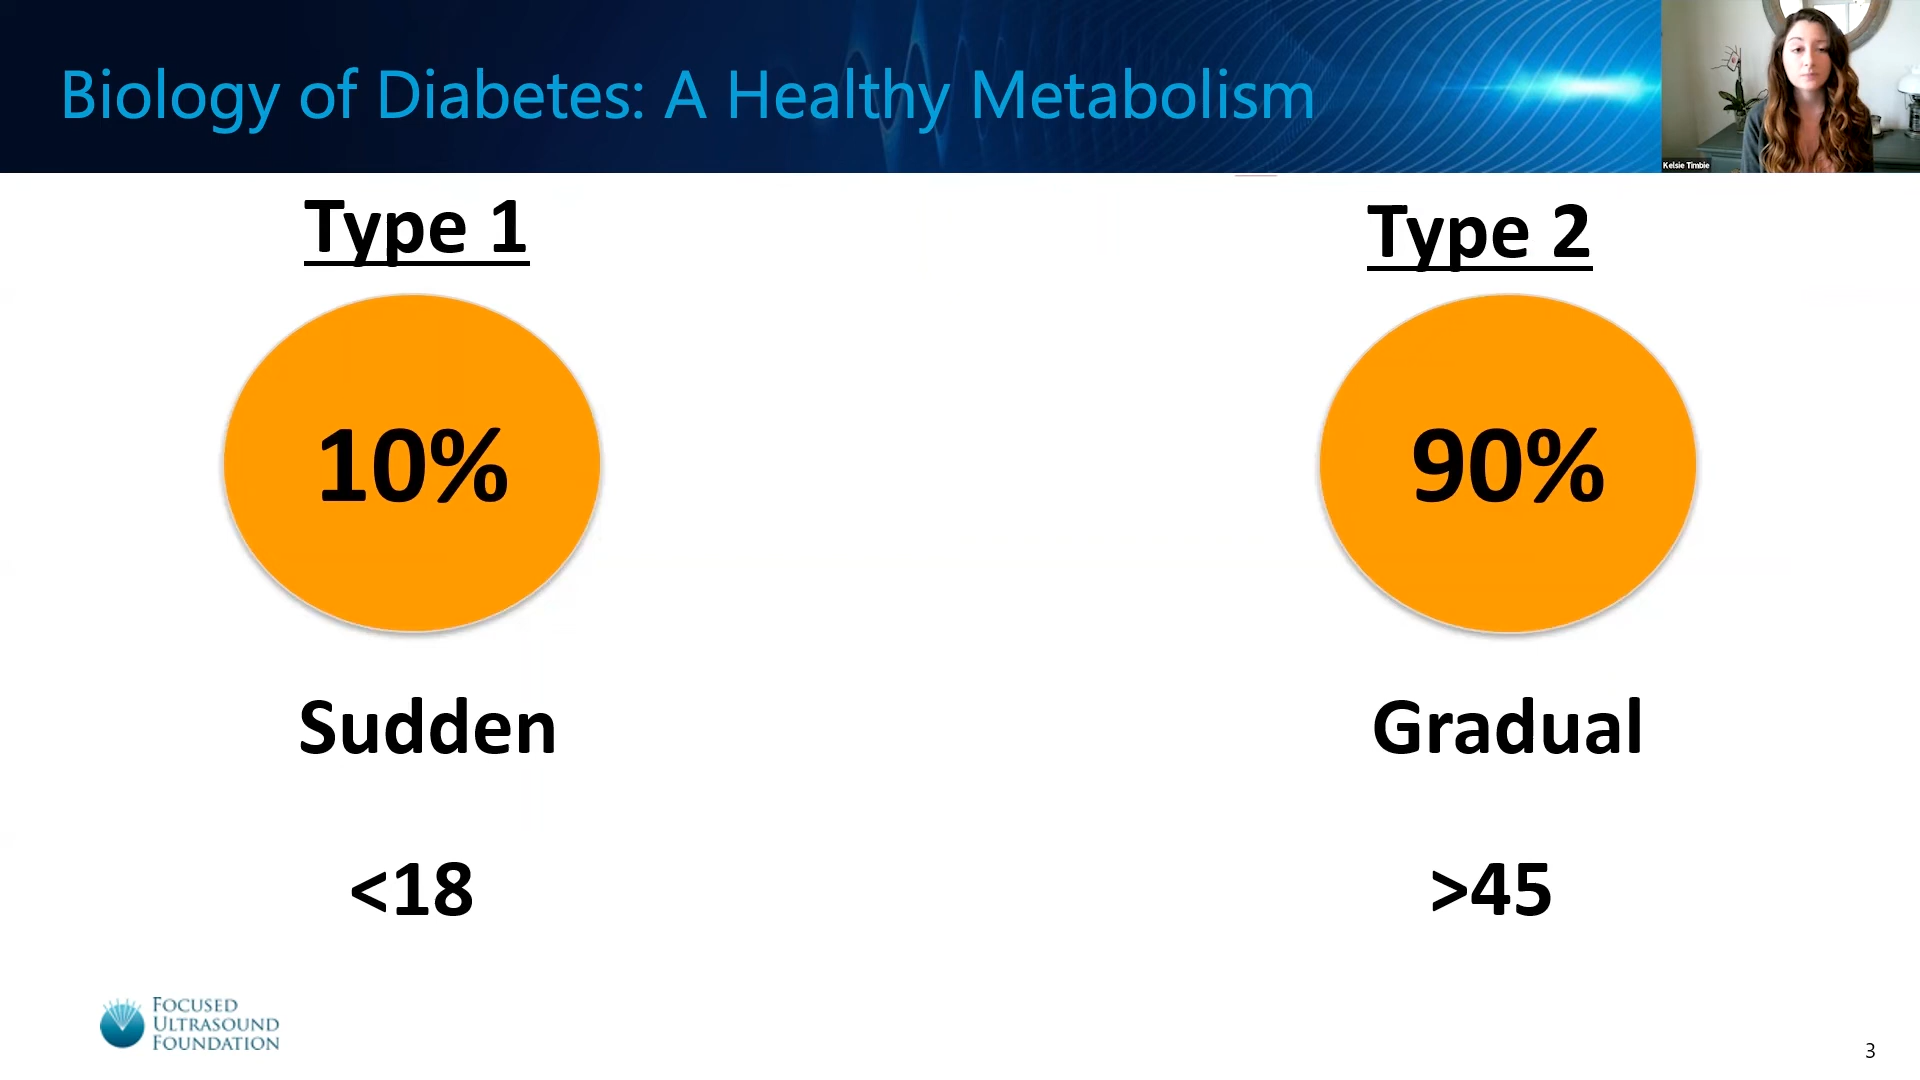 Biology of Diabetes: A Healthy Metabolism
Kelsie Timbie
Type 1
Type 2
10%
90%
Sudden
Gradual
<18
>45
FOCUSED
ULTRASOUND
FOUNDATION
3